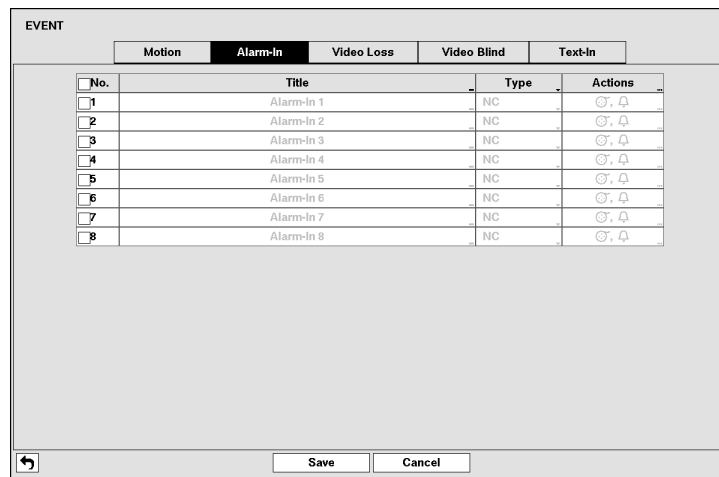 EVENT
Motion Alarm-In Video Loss Video Blind Text-In
No. Title Type Actions
1 Alarm-In 1 NC
2 Alarm-In 2 NC
3 Alarm-In 3 NC
4 Alarm-In 4 NC
5 Alarm-In 5 NC
6 Alarm-In 6 NC
7 Alarm-In 7 NC
8 Alarm-In 8 NC
Save Cancel